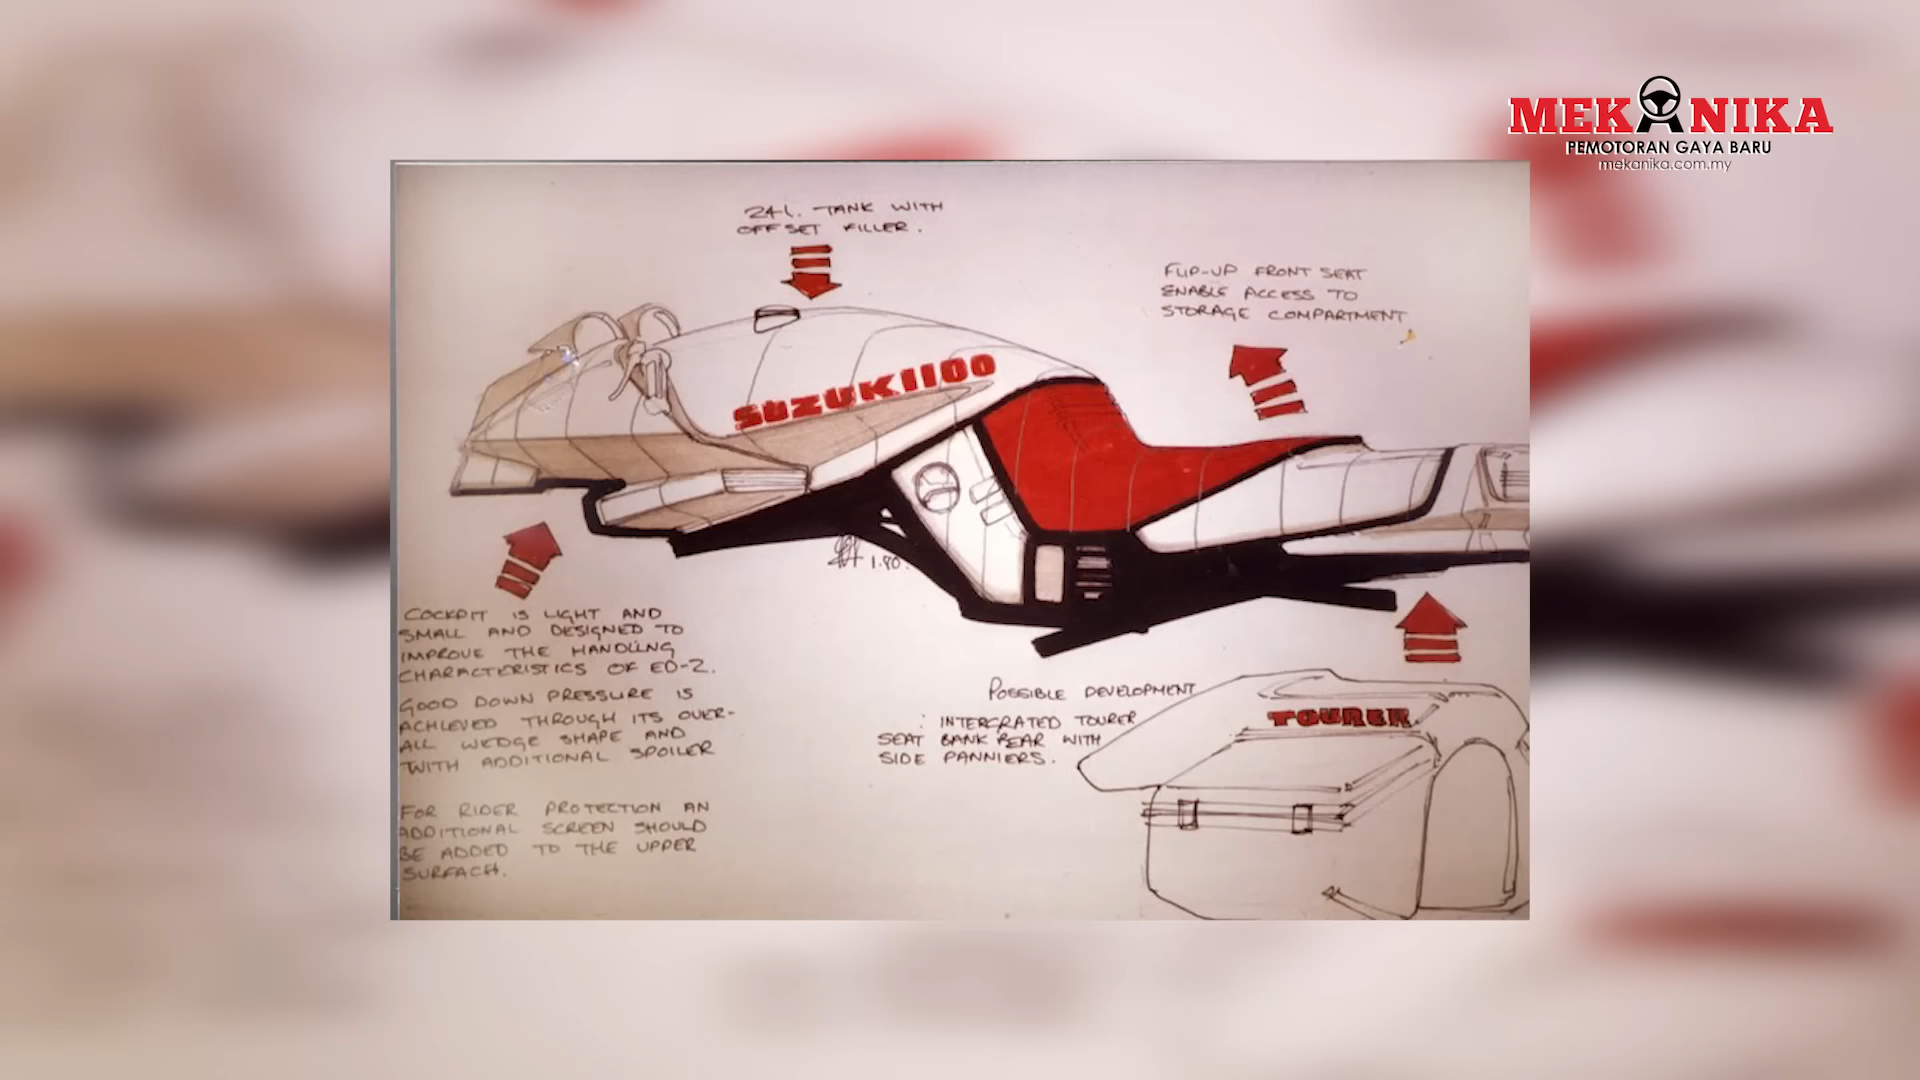 MEKANIKA
PEMOTORAN GAYA BARU
mekanika.com.my
24L. TANK WITH
OFFSET FILLER.
FLIP-UP FRONT SEAT
ENABLE ACCESS TO
STORAGE COMPARTMENT
SUZUKI1100
1.80.
COCKPIT IS LIGHT AND
SMALL AND DESIGNED TO
IMPROVE THE HANDLING
CHARACTERISTICS OF ED-2.
GOOD DOWN PRESSURE IS
ACHIEVED THROUGH ITS OVER-
ALL WEDGE SHAPE AND
WITH ADDITIONAL SPOILER
FOR RIDER PROTECTION AN
ADDITIONAL SCREEN SHOULD
BE ADDED TO THE UPPER
SURFACH.
POSSIBLE DEVELOPMENT
: INTERGRATED TOURER
SEAT BANK REAR WITH
SIDE PANNIERS.
TOURER